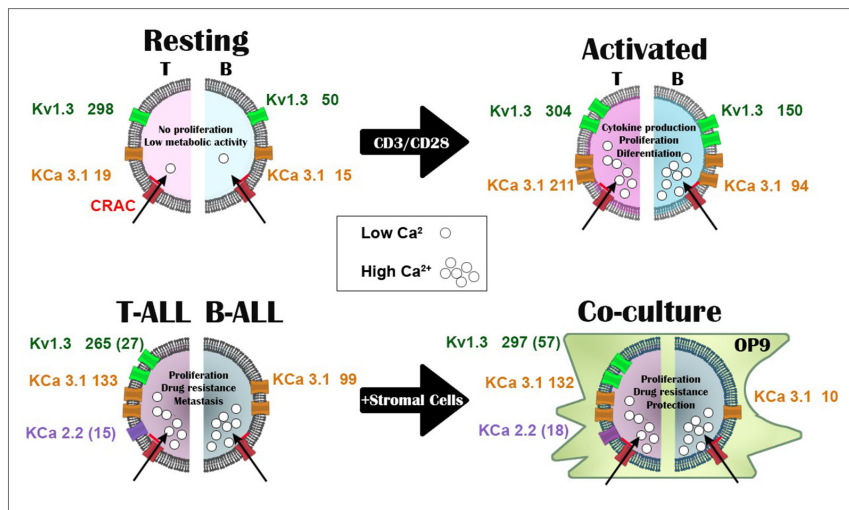 Resting
T B
Kv1.3 298
Kv1.3 50
No proliferation
Low metabolic activity
KCa 3.1 19
KCa 3.1 15
CRAC
CD3/CD28
Activated
T B
Kv1.3 304
Kv1.3 150
Cytokine production
Proliferation
Diferentiation
KCa 3.1 211
KCa 3.1 94
Low Ca²
High Ca²⁺
T-ALL B-ALL
Kv1.3 265 (27)
KCa 3.1 133
KCa 3.1 99
Proliferation
Drug resistance
Metastasis
KCa 2.2 (15)
+Stromal Cells
Co-culture
OP9
Kv1.3 297 (57)
KCa 3.1 132
KCa 3.1 10
Proliferation
Drug resistance
Protection
KCa 2.2 (18)